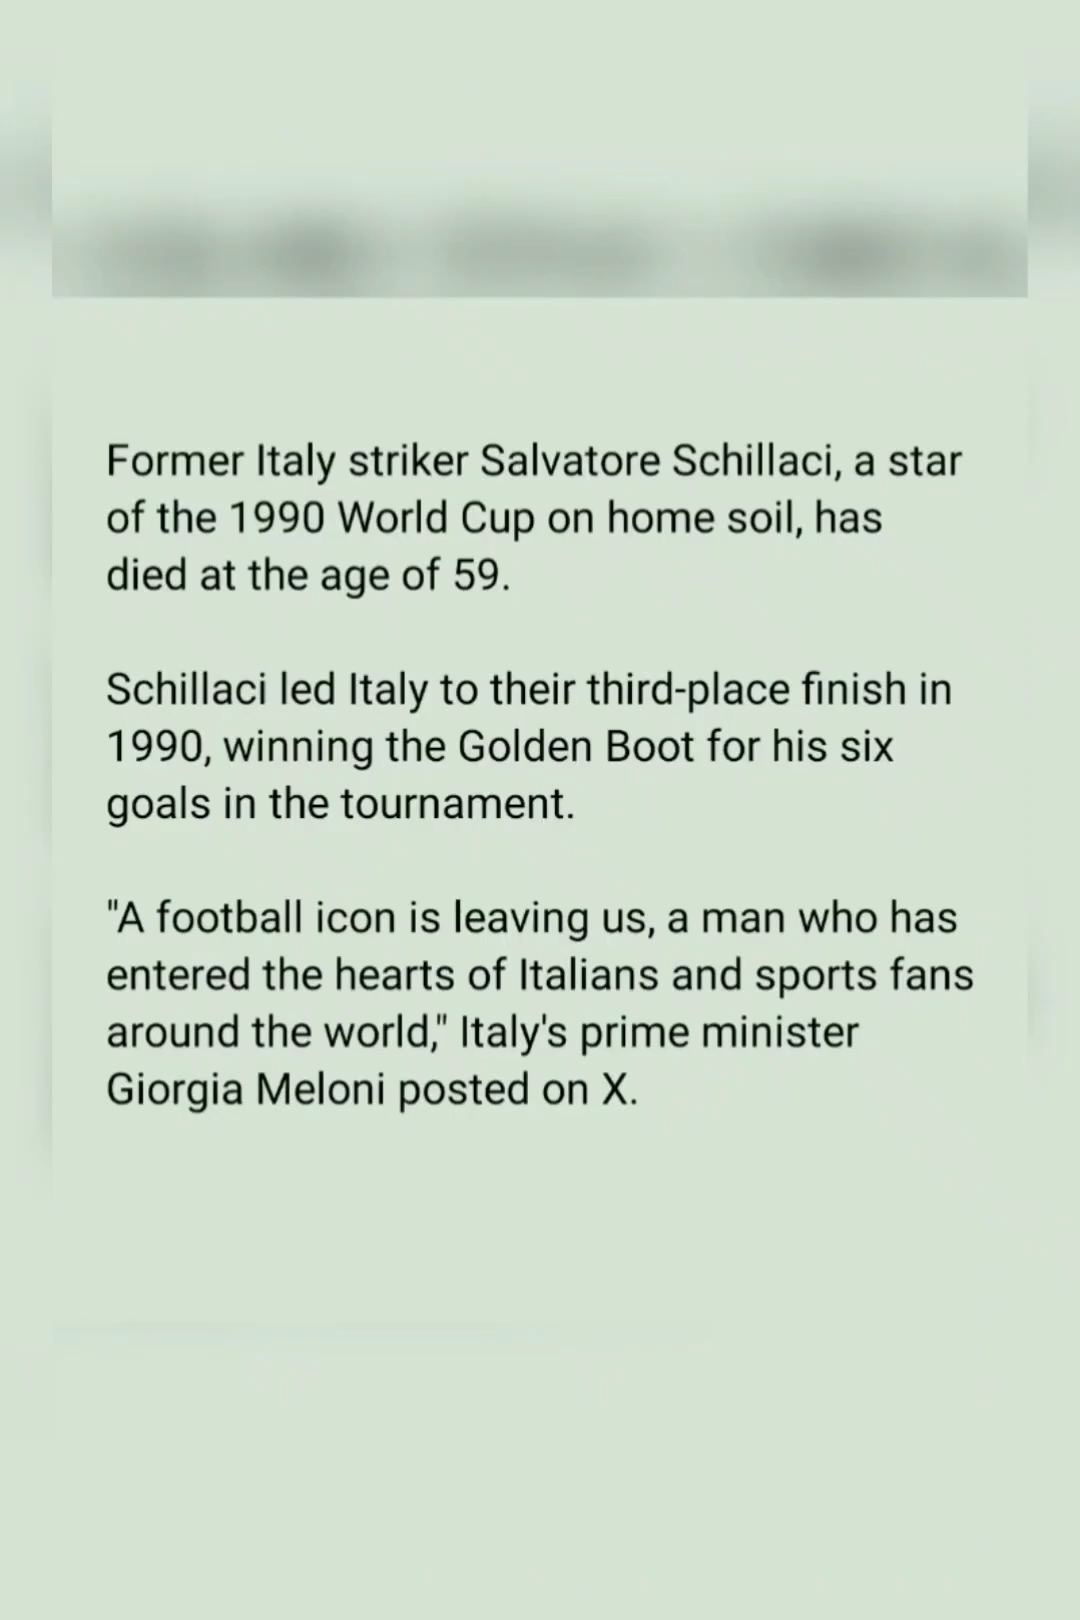 Former Italy striker Salvatore Schillaci, a star
of the 1990 World Cup on home soil, has
died at the age of 59.
Schillaci led Italy to their third-place finish in
1990, winning the Golden Boot for his six
goals in the tournament.
"A football icon is leaving us, a man who has
entered the hearts of Italians and sports fans
around the world," Italy's prime minister
Giorgia Meloni posted on X.